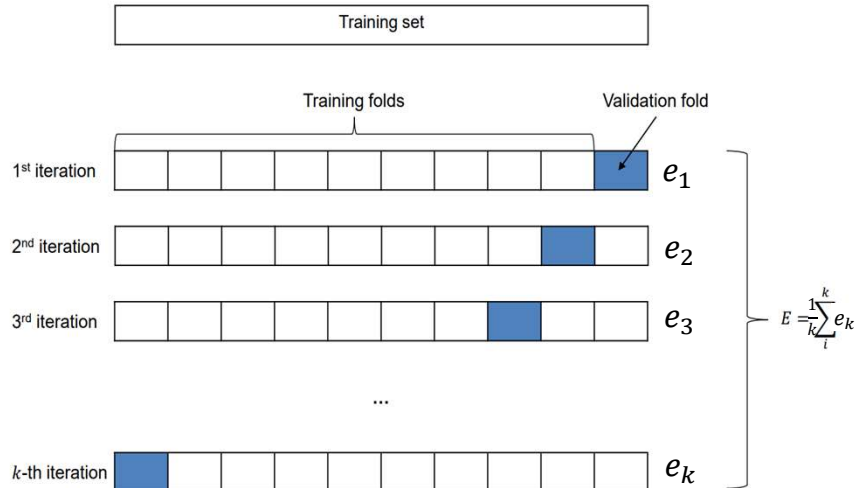 Training set
Training folds
Validation fold
1st iteration
e₁
2nd iteration
e₂
3rd iteration
e₃
E = 1/k ∑ᵢᵏ eₖ
...
k-th iteration
eₖ